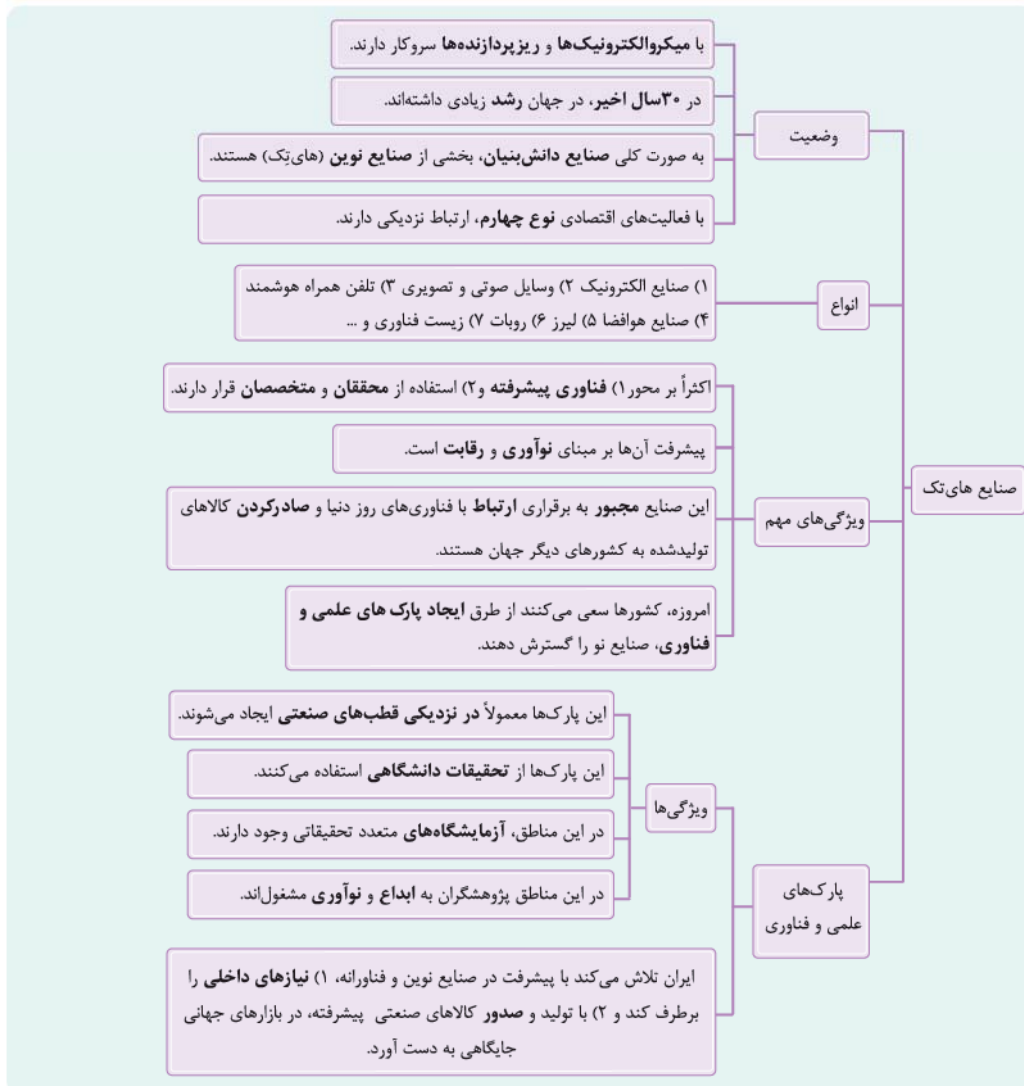 صنایع های‌تک
وضعیت
با میکروالکترونیک‌ها و ریزپردازنده‌ها سروکار دارند.
در ۳۰سال اخیر، در جهان رشد زیادی داشته‌اند.
به صورت کلی صنایع دانش‌بنیان، بخشی از صنایع نوین (های‌تِک) هستند.
با فعالیت‌های اقتصادی نوع چهارم، ارتباط نزدیکی دارند.
انواع
۱) صنایع الکترونیک ۲) وسایل صوتی و تصویری ۳) تلفن همراه هوشمند
۴) صنایع هوافضا ۵) لیرز ۶) روبات ۷) زیست فناوری و ...
ویژگی‌های مهم
اکثراً بر محور۱) فناوری پیشرفته و۲) استفاده از محققان و متخصصان قرار دارند.
پیشرفت آن‌ها بر مبنای نوآوری و رقابت است.
این صنایع مجبور به برقراری ارتباط با فناوری‌های روز دنیا و صادرکردن کالاهای
تولیدشده به کشورهای دیگر جهان هستند.
امروزه، کشورها سعی می‌کنند از طرق ایجاد پارک های علمی و
فناوری، صنایع نو را گسترش دهند.
پارک‌های
علمی و فناوری
ویژگی‌ها
این پارک‌ها معمولاً در نزدیکی قطب‌های صنعتی ایجاد می‌شوند.
این پارک‌ها از تحقیقات دانشگاهی استفاده می‌کنند.
در این مناطق، آزمایشگاه‌های متعدد تحقیقاتی وجود دارند.
در این مناطق پژوهشگران به ابداع و نوآوری مشغول‌اند.
ایران تلاش می‌کند با پیشرفت در صنایع نوین و فناورانه، ۱) نیازهای داخلی را
برطرف کند و ۲) با تولید و صدور کالاهای صنعتی پیشرفته، در بازارهای جهانی
جایگاهی به دست آورد.